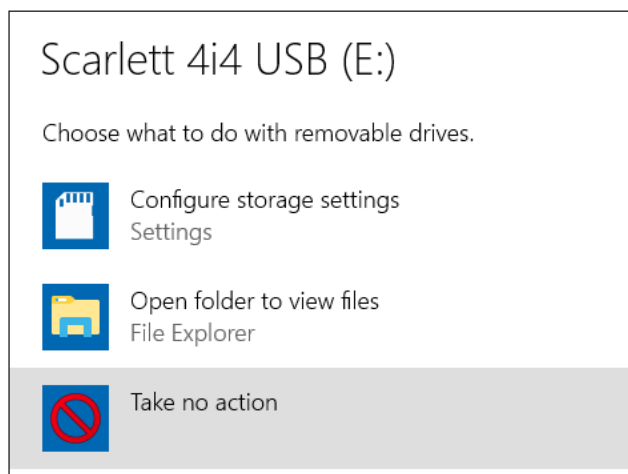 Scarlett 4i4 USB (E:)
Choose what to do with removable drives.
Configure storage settings
Settings
Open folder to view files
File Explorer
Take no action